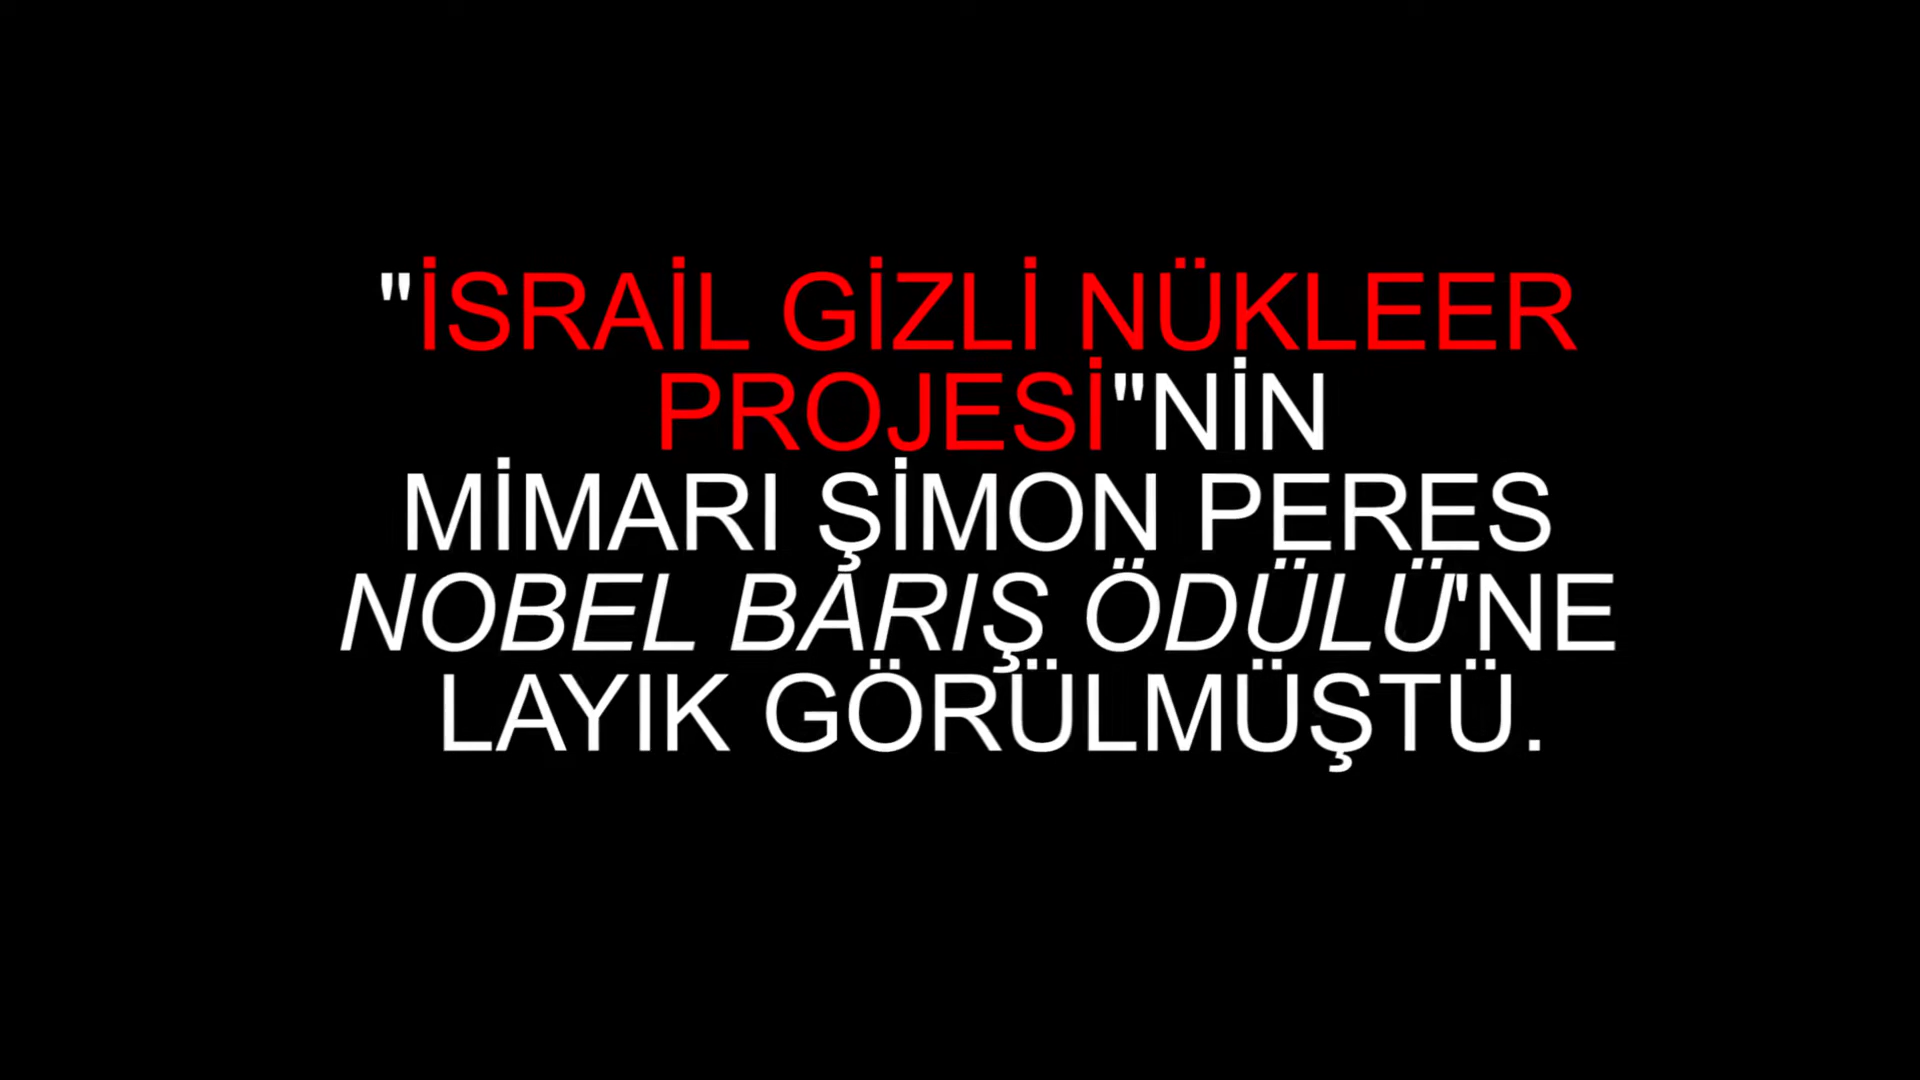 "İSRAİL GİZLİ NÜKLEER
PROJESİ"NİN
MİMARI ŞİMON PERES
NOBEL BARIŞ ÖDÜLÜ'NE
LAYIK GÖRÜLMÜŞTÜ.